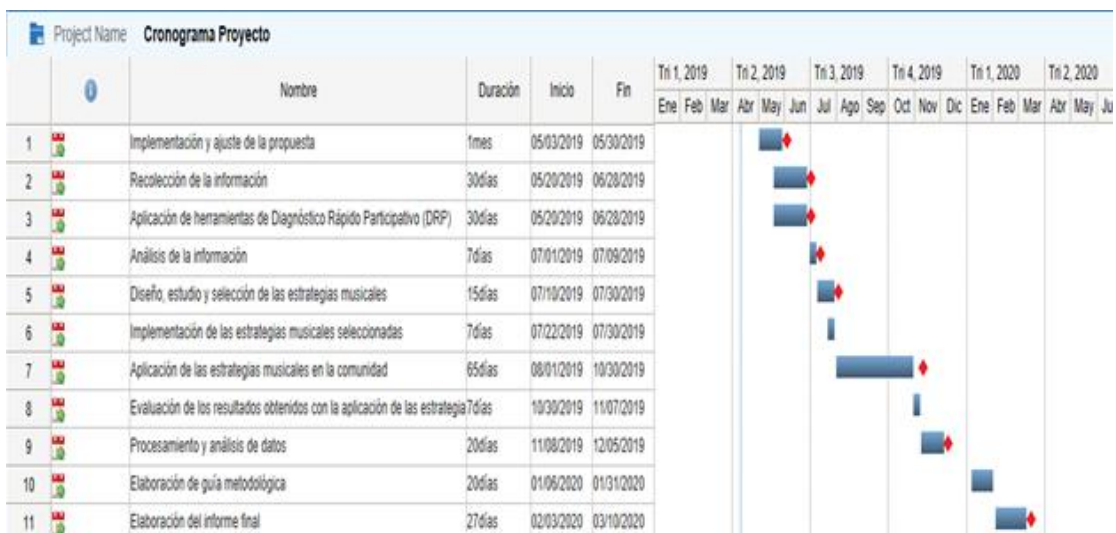 Project Name Cronograma Proyecto
Nombre Duración Inicio Fin Tri 1, 2019 Tri 2, 2019 Tri 3, 2019 Tri 4, 2019 Tri 1, 2020 Tri 2, 2020
Ene Feb Mar Abr May Jun Jul Ago Sep Oct Nov Dic Ene Feb Mar Abr May Ju
1 Implementación y ajuste de la propuesta 1mes 05/03/2019 05/30/2019
2 Recolección de la información 30días 05/20/2019 06/28/2019
3 Aplicación de herramientas de Diagnóstico Rápido Participativo (DRP) 30días 05/20/2019 06/28/2019
4 Análisis de la información 7días 07/01/2019 07/09/2019
5 Diseño, estudio y selección de las estrategias musicales 15días 07/10/2019 07/30/2019
6 Implementación de las estrategias musicales seleccionadas 7días 07/22/2019 07/30/2019
7 Aplicación de las estrategias musicales en la comunidad 65días 08/01/2019 10/30/2019
8 Evaluación de los resultados obtenidos con la aplicación de las estrategia 7días 10/30/2019 11/07/2019
9 Procesamiento y análisis de datos 20días 11/08/2019 12/05/2019
10 Elaboración de guía metodológica 20días 01/06/2020 01/31/2020
11 Elaboración del informe final 27días 02/03/2020 03/10/2020